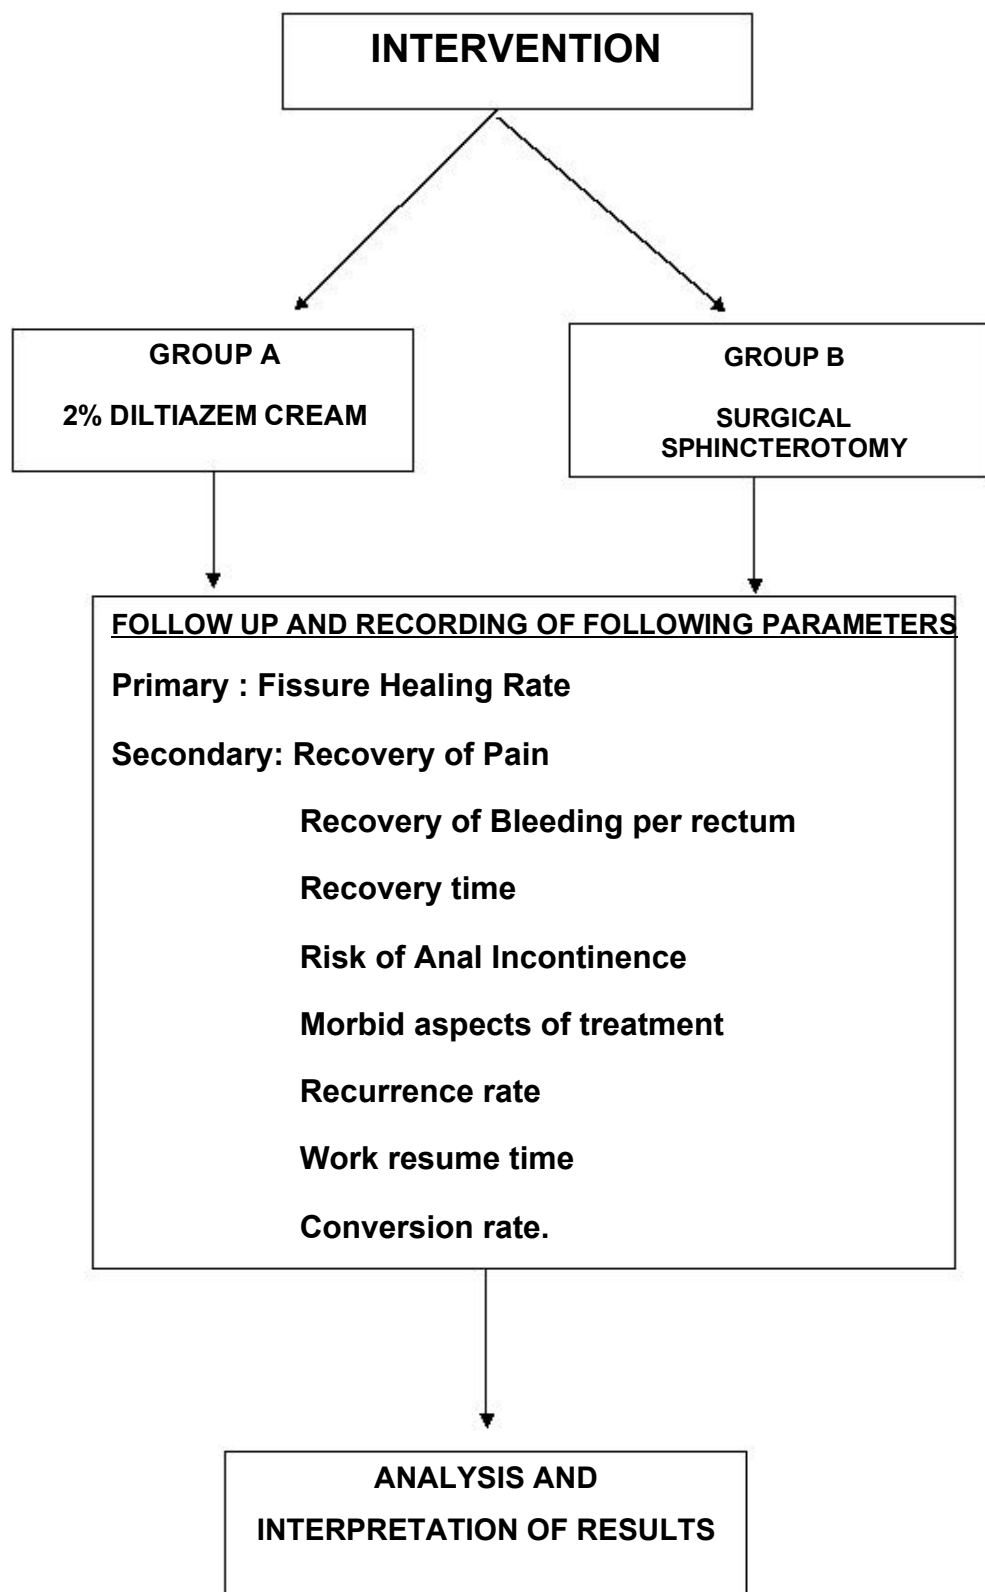 INTERVENTION
GROUP A
2% DILTIAZEM CREAM
GROUP B
SURGICAL
SPHINCTEROTOMY
FOLLOW UP AND RECORDING OF FOLLOWING PARAMETERS
Primary : Fissure Healing Rate
Secondary: Recovery of Pain
Recovery of Bleeding per rectum
Recovery time
Risk of Anal Incontinence
Morbid aspects of treatment
Recurrence rate
Work resume time
Conversion rate.
ANALYSIS AND
INTERPRETATION OF RESULTS